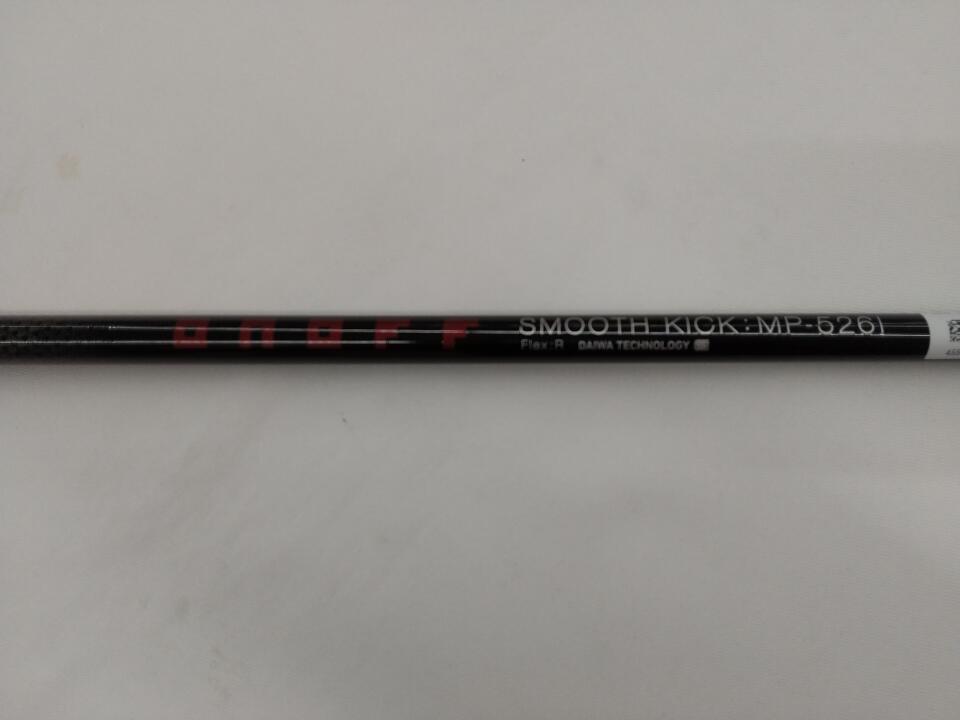 onoff SMOOTH KICK:MP-526I
Flex:R DAIWA TECHNOLOGY